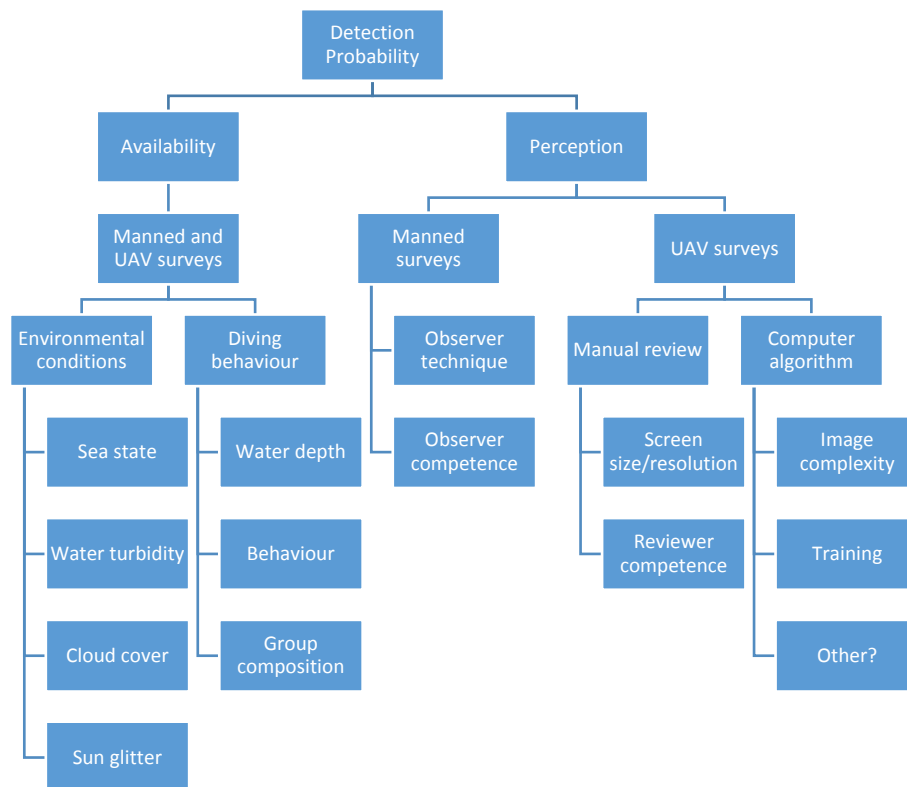 Detection
Probability
Availability
Perception
Manned and
UAV surveys
Manned
surveys
UAV surveys
Environmental
conditions
Diving
behaviour
Observer
technique
Manual review
Computer
algorithm
Sea state
Water depth
Observer
competence
Screen
size/resolution
Image
complexity
Water turbidity
Behaviour
Reviewer
competence
Training
Cloud cover
Group
composition
Other?
Sun glitter